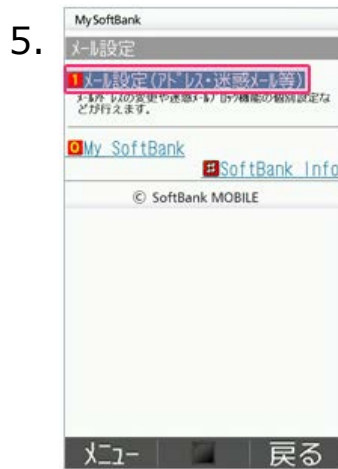 5.
My SoftBank
メール設定
1 メール設定(アドレス・迷惑メール等)
メールアドレスの変更や迷惑メールブロック機能の個別設定な
どが行えます。
0 My SoftBank
# SoftBank Info
© SoftBank MOBILE
メニュー 戻る